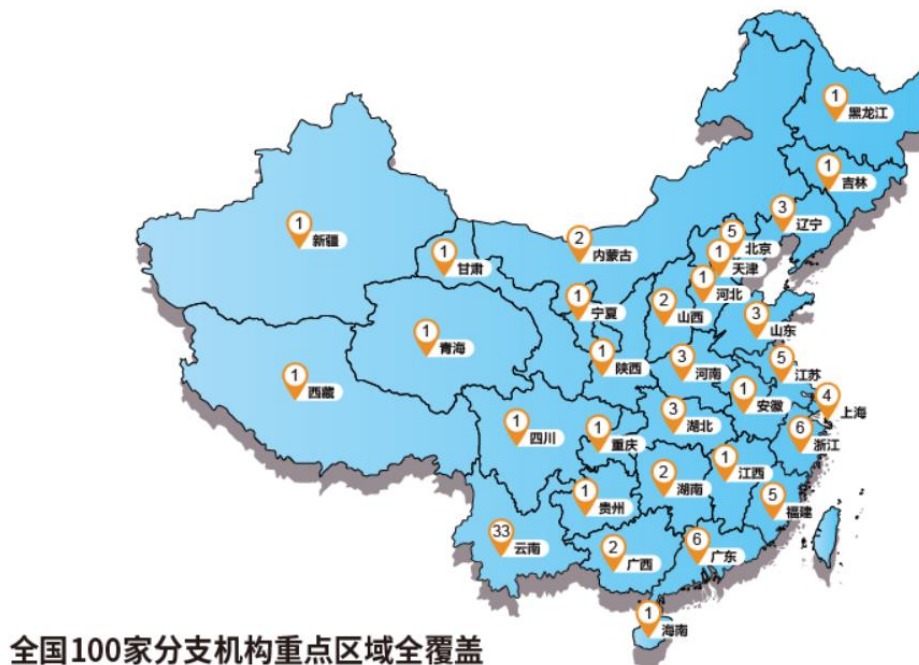 1
黑龙江
1
吉林
3
辽宁
1
新疆
2
内蒙古
5
北京
1
天津
1
甘肃
1
河北
1
宁夏
2
山西
3
山东
1
青海
1
陕西
3
河南
5
江苏
1
西藏
1
安徽
4
上海
1
四川
1
重庆
3
湖北
6
浙江
1
贵州
2
湖南
1
江西
5
福建
33
云南
2
广西
6
广东
1
海南
全国100家分支机构重点区域全覆盖